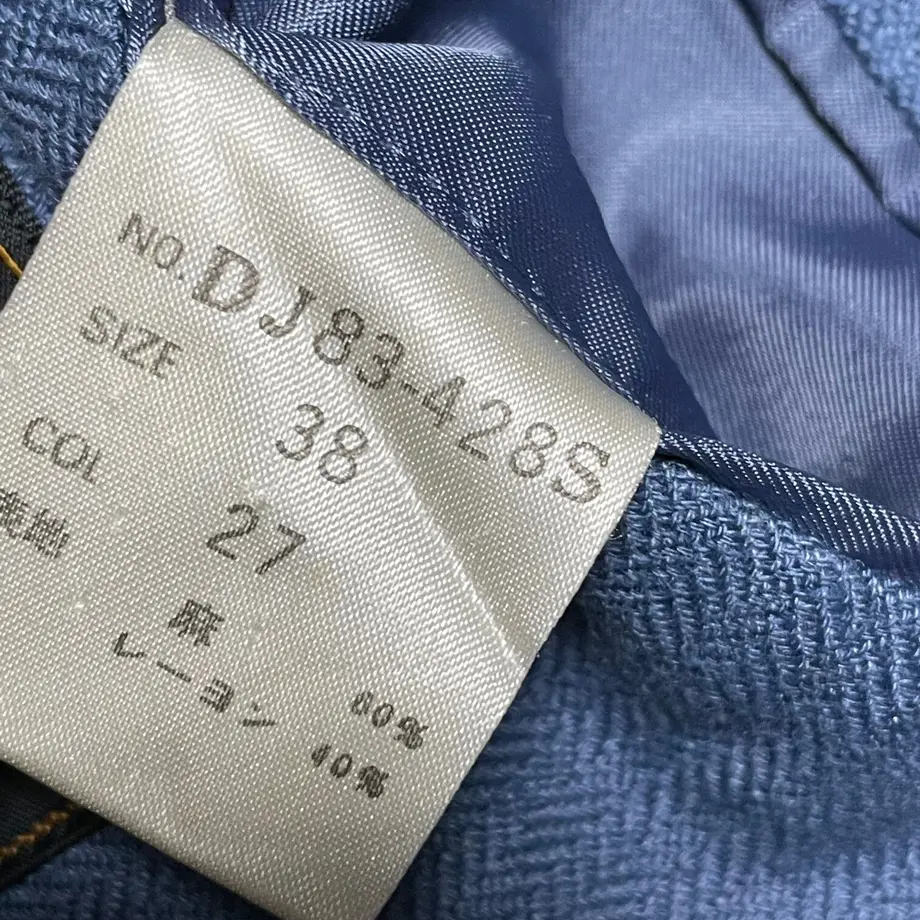 NO. DJ83-428S
SIZE 38
COL 27
表地 麻 60%
レーヨン 40%